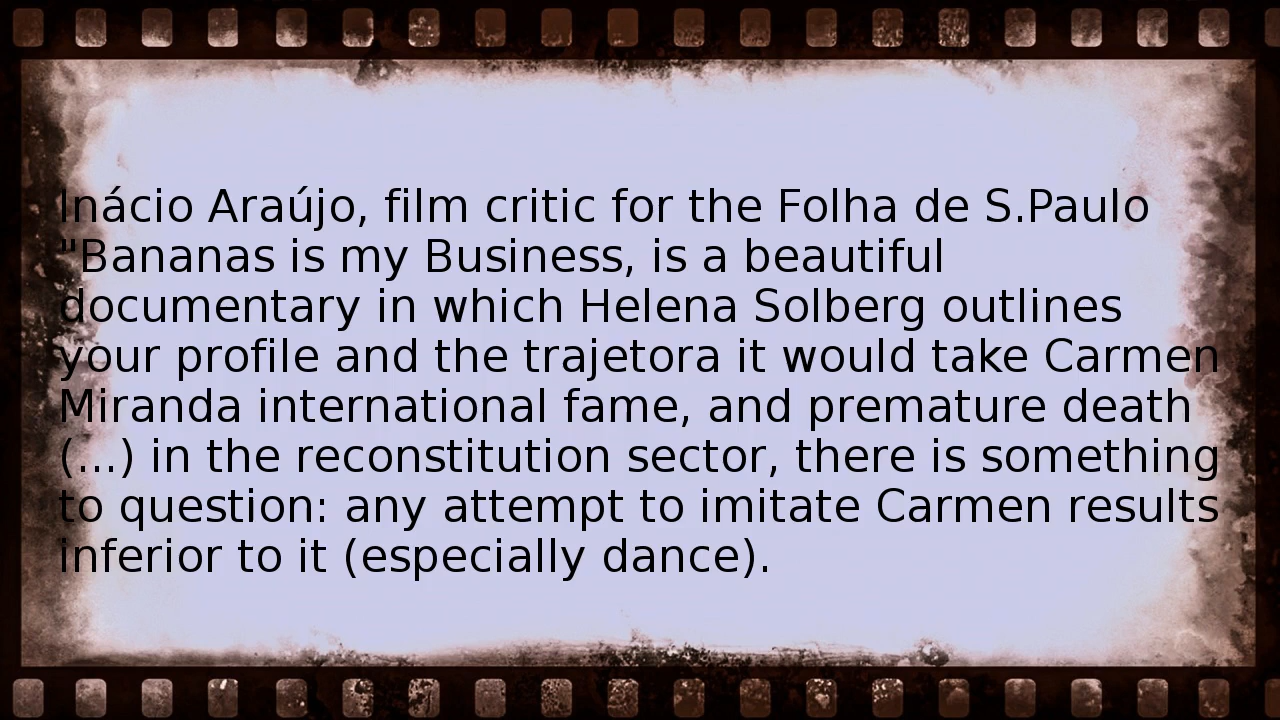 Inácio Araújo, film critic for the Folha de S.Paulo
"Bananas is my Business, is a beautiful
documentary in which Helena Solberg outlines
your profile and the trajetora it would take Carmen
Miranda international fame, and premature death
(...) in the reconstitution sector, there is something
to question: any attempt to imitate Carmen results
inferior to it (especially dance).